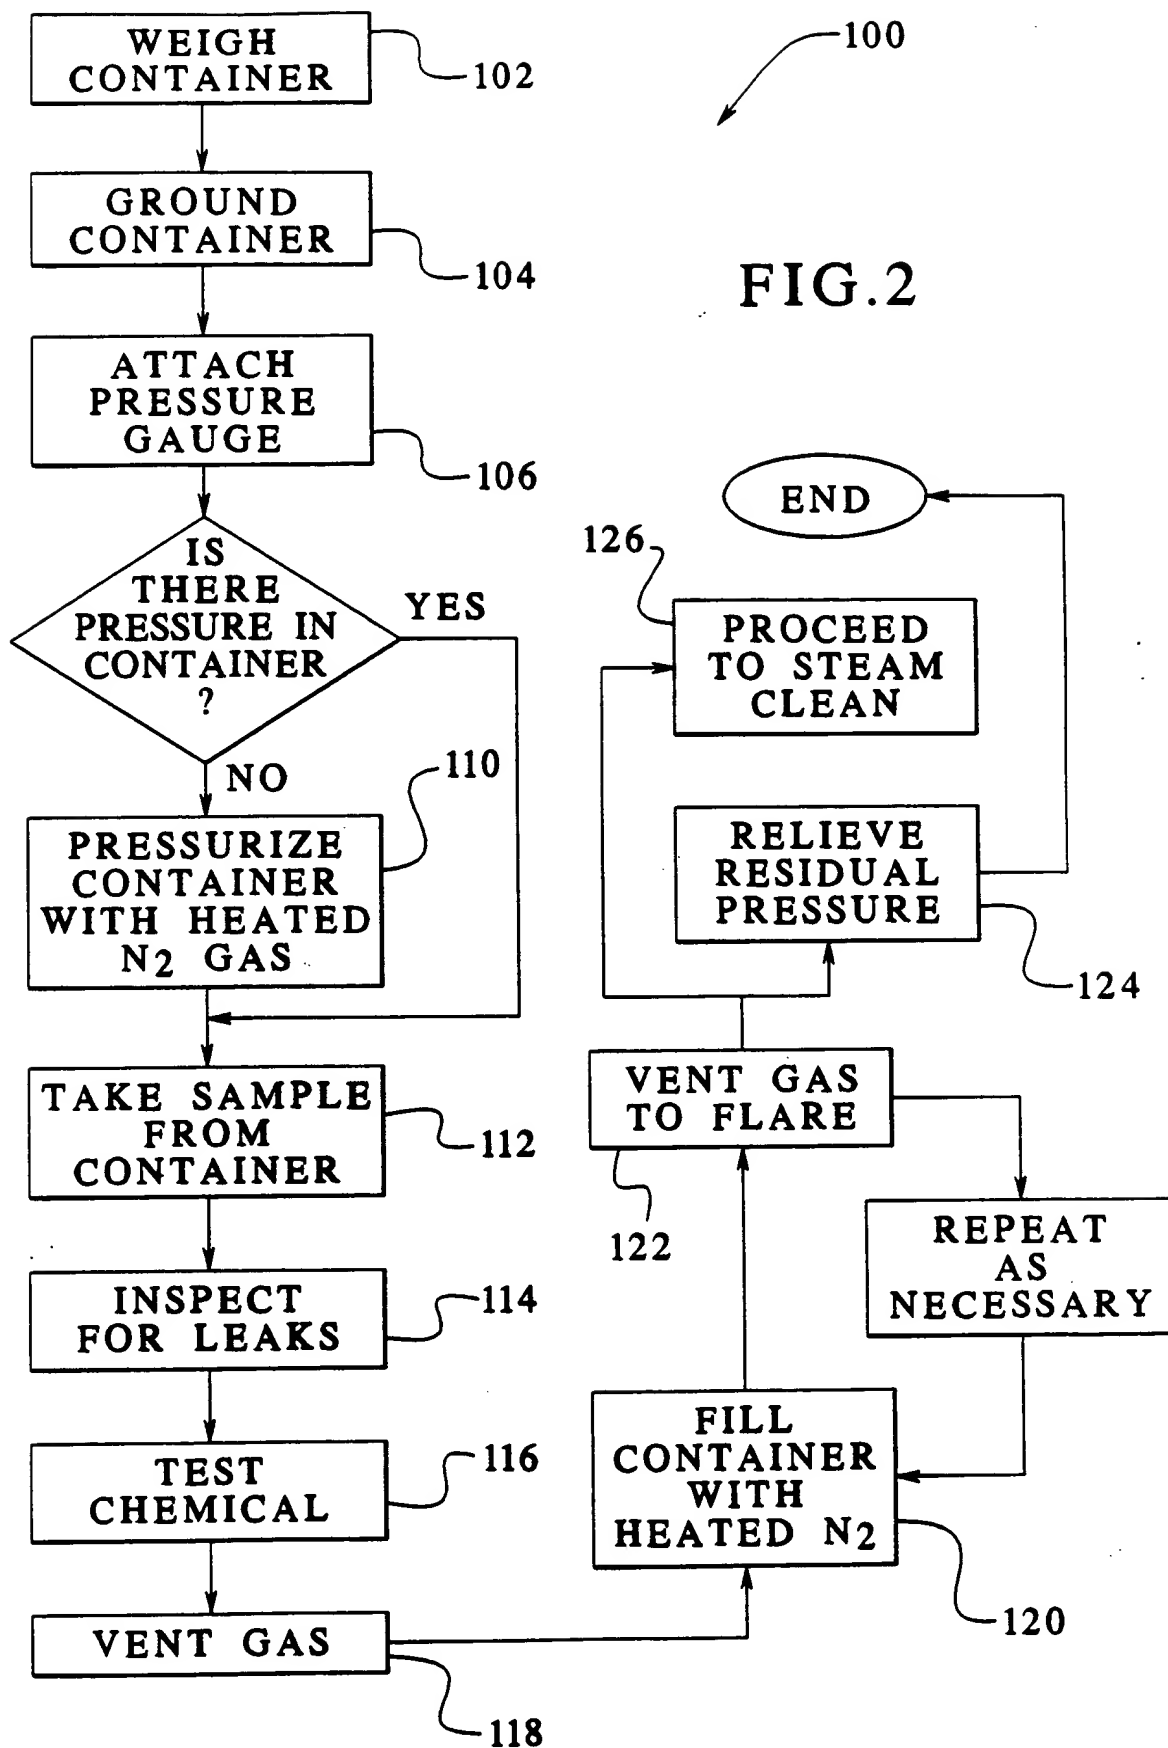 WEIGH
CONTAINER
102
100
GROUND
CONTAINER
104
FIG.2
ATTACH
PRESSURE
GAUGE
106
IS
THERE
PRESSURE IN
CONTAINER
?
YES
NO
110
PRESSURIZE
CONTAINER
WITH HEATED
N2 GAS
TAKE SAMPLE
FROM
CONTAINER
112
INSPECT
FOR LEAKS
114
TEST
CHEMICAL
116
VENT GAS
118
END
126
PROCEED
TO STEAM
CLEAN
RELIEVE
RESIDUAL
PRESSURE
124
VENT GAS
TO FLARE
122
REPEAT
AS
NECESSARY
FILL
CONTAINER
WITH
HEATED N2
120